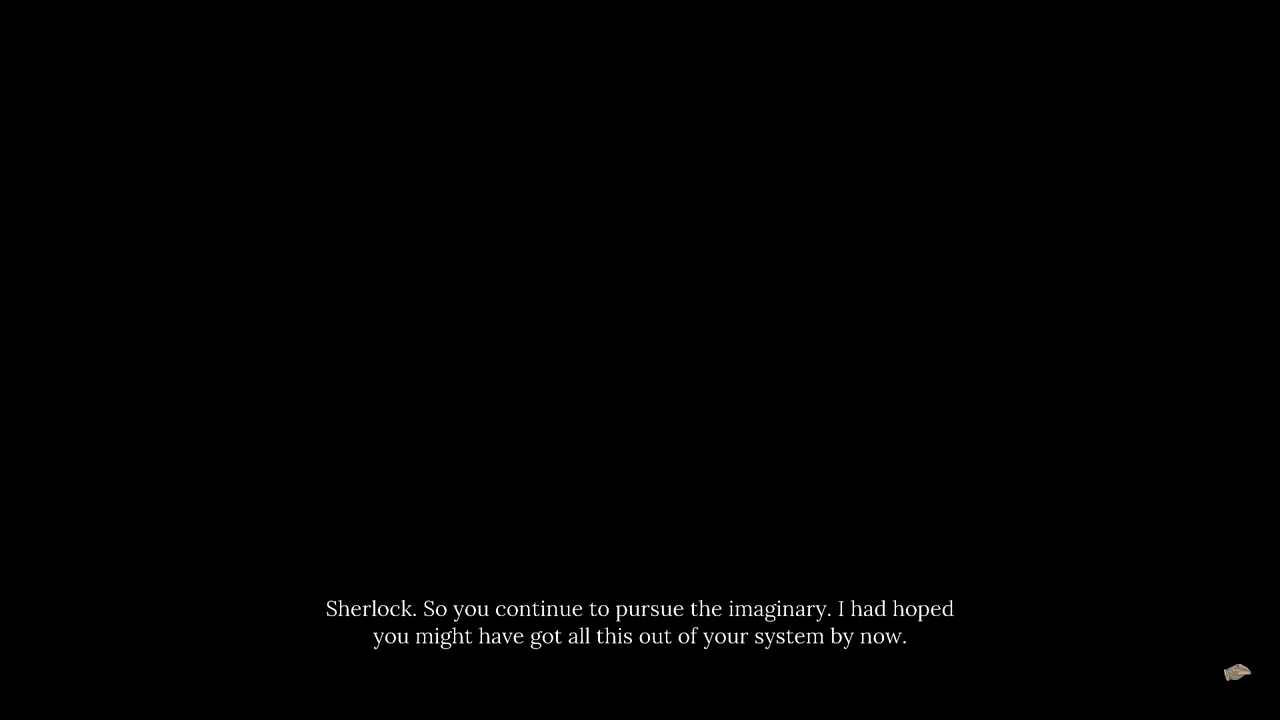 Sherlock. So you continue to pursue the imaginary. I had hoped
you might have got all this out of your system by now.